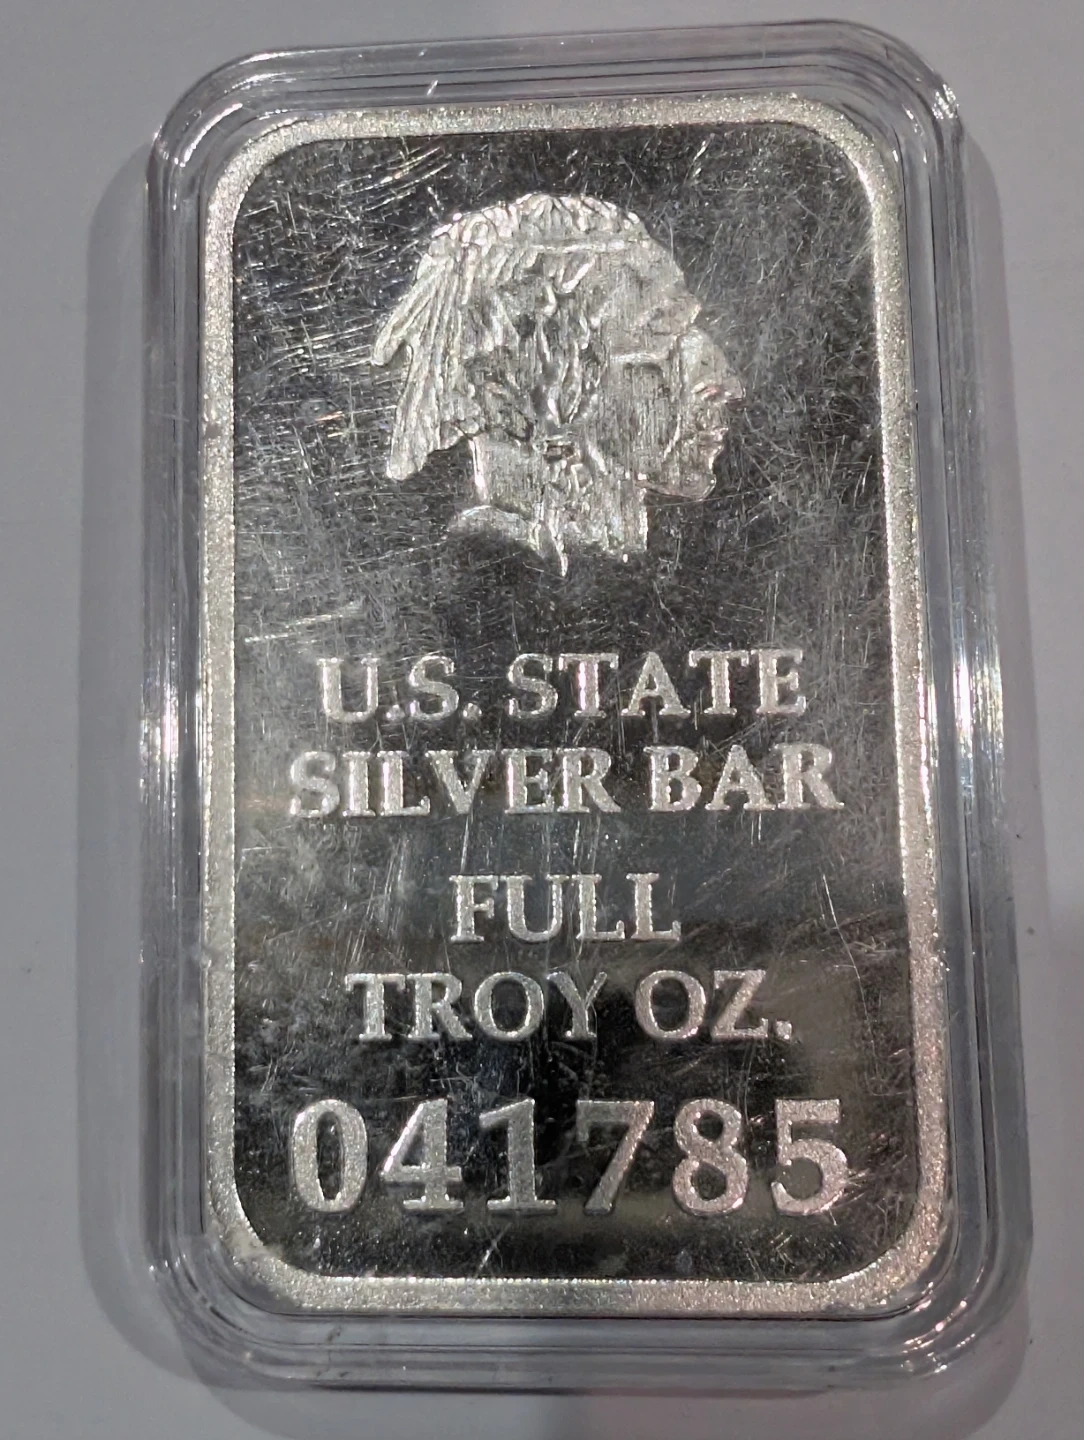 U.S. STATE
SILVER BAR
FULL
TROY OZ.
041785